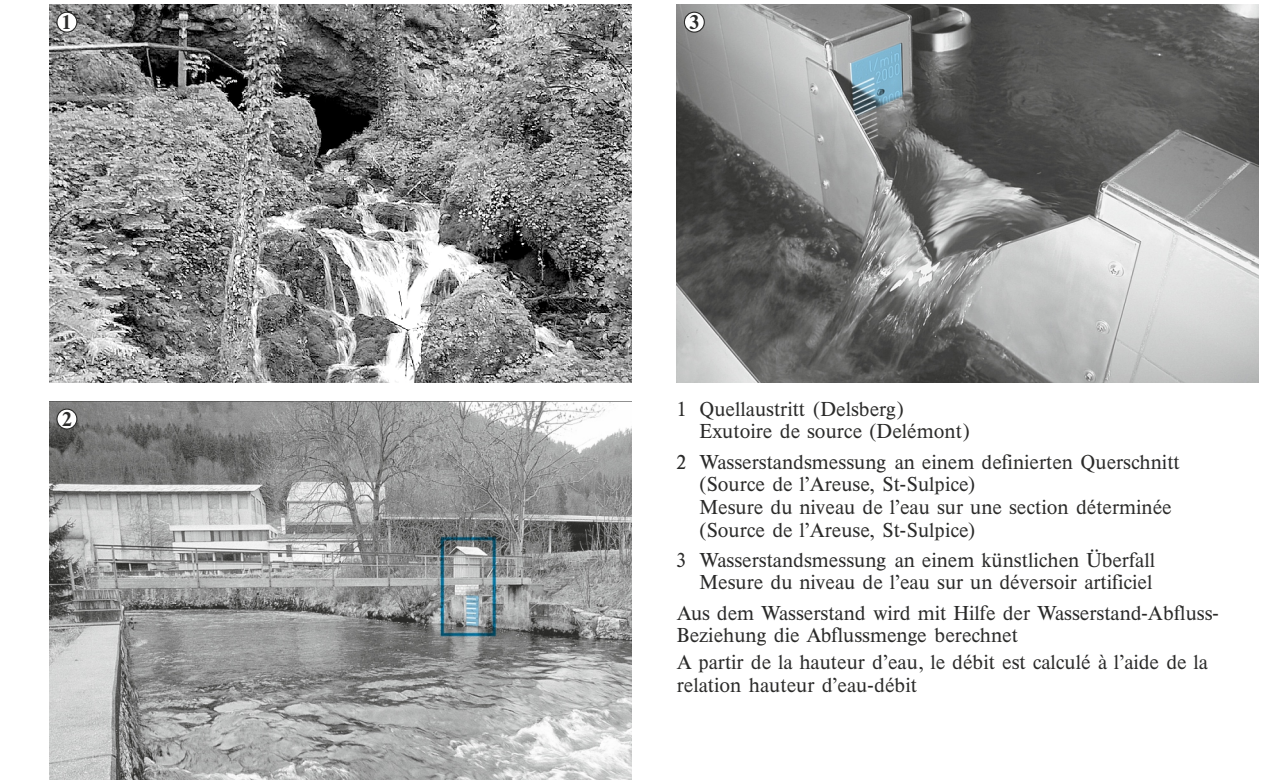 1
3
l/min
2000
2
1 Quellaustritt (Delsberg)
Exutoire de source (Delémont)
2 Wasserstandsmessung an einem definierten Querschnitt
(Source de l'Areuse, St-Sulpice)
Mesure du niveau de l'eau sur une section déterminée
(Source de l'Areuse, St-Sulpice)
3 Wasserstandsmessung an einem künstlichen Überfall
Mesure du niveau de l'eau sur un déversoir artificiel
Aus dem Wasserstand wird mit Hilfe der Wasserstand-Abfluss-
Beziehung die Abflussmenge berechnet
A partir de la hauteur d'eau, le débit est calculé à l'aide de la
relation hauteur d'eau-débit